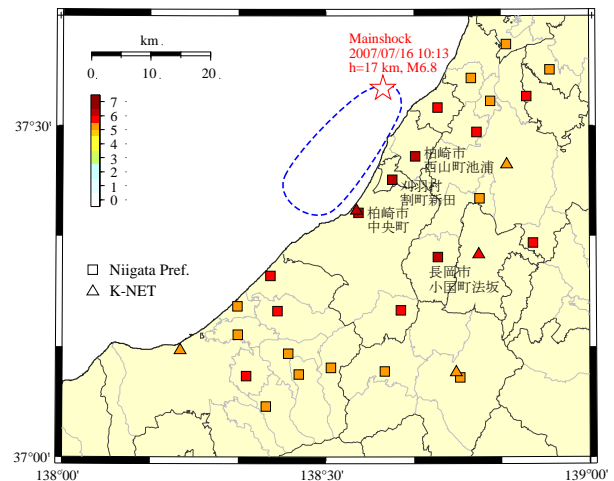 km .
0. 10. 20.
Mainshock
2007/07/16 10:13
h=17 km, M6.8
7
6
5
4
3
2
1
0
37°30'
柏崎市
西山町池浦
刈羽村
割町新田
柏崎市
中央町
長岡市
小国町法坂
Niigata Pref.
K-NET
37°00'
138°00' 138°30' 139°00'